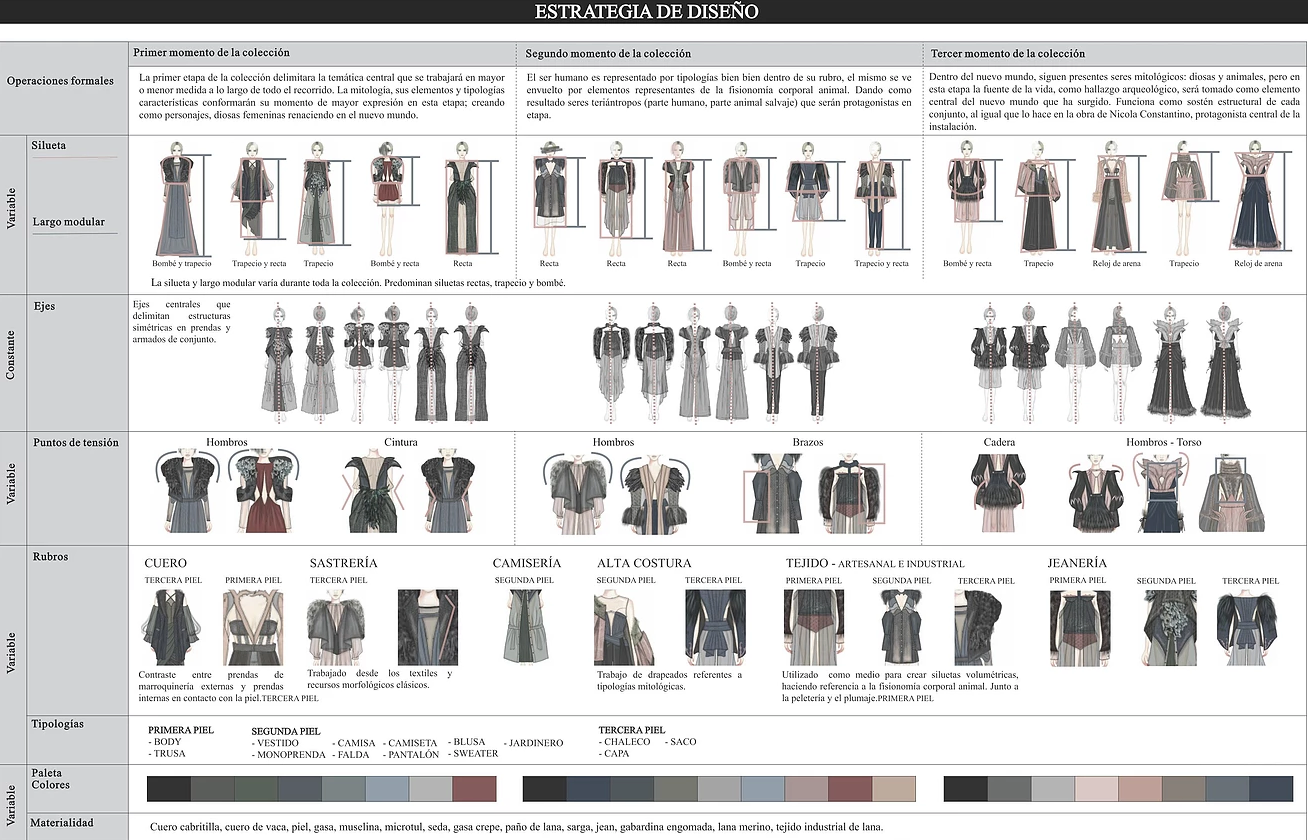 ESTRATEGIA DE DISEÑO
Operaciones formales
Primer momento de la colección
La primer etapa de la colección delimitara la temática central que se trabajará en mayor
o menor medida a lo largo de todo el recorrido. La mitología, sus elementos y tipologías
características conformarán su momento de mayor expresión en esta etapa; creando
como personajes, diosas femeninas renaciendo en el nuevo mundo.
Segundo momento de la colección
El ser humano es representado por tipologías bien bien dentro de su rubro, el mismo se ve
envuelto por elementos representantes de la fisionomía corporal animal. Dando como
resultado seres teriántropos (parte humano, parte animal salvaje) que serán protagonistas en
etapa.
Tercer momento de la colección
Dentro del nuevo mundo, siguen presentes seres mitológicos: diosas y animales, pero en
esta etapa la fuente de la vida, como hallazgo arqueológico, será tomado como elemento
central del nuevo mundo que ha surgido. Funciona como sostén estructural de cada
conjunto, al igual que lo hace en la obra de Nicola Constantino, protagonista central de la
instalación.
Variable
Silueta
Largo modular
Bombé y trapecio
Trapecio y recta
Trapecio
Bombé y recta
Recta
Recta
Recta
Recta
Bombé y recta
Trapecio
Trapecio y recta
Bombé y recta
Trapecio
Reloj de arena
Trapecio
Reloj de arena
La silueta y largo modular varía durante toda la colección. Predominan siluetas rectas, trapecio y bombé.
Constante
Ejes
Ejes centrales que
delimitan estructuras
simétricas en prendas y
armados de conjunto.
Variable
Puntos de tensión
Hombros
Cintura
Hombros
Brazos
Cadera
Hombros - Torso
Variable
Rubros
CUERO
TERCERA PIEL
PRIMERA PIEL
Contraste entre prendas de
marroquinería externas y prendas
internas en contacto con la piel.TERCERA PIEL
SASTRERÍA
TERCERA PIEL
Trabajado desde los textiles y
recursos morfológicos clásicos.
CAMISERÍA
SEGUNDA PIEL
ALTA COSTURA
SEGUNDA PIEL
TERCERA PIEL
Trabajo de drapeados referentes a
tipologías mitológicas.
TEJIDO - ARTESANAL E INDUSTRIAL
PRIMERA PIEL
SEGUNDA PIEL
TERCERA PIEL
Utilizado como medio para crear siluetas volumétricas,
haciendo referencia a la fisionomía corporal animal. Junto a
la peletería y el plumaje.PRIMERA PIEL
JEANERÍA
PRIMERA PIEL
SEGUNDA PIEL
TERCERA PIEL
Tipologías
PRIMERA PIEL
- BODY
- TRUSA
SEGUNDA PIEL
- VESTIDO - CAMISA - CAMISETA - BLUSA - JARDINERO
- MONOPRENDA - FALDA - PANTALÓN - SWEATER
TERCERA PIEL
- CHALECO - SACO
- CAPA
Variable
Paleta
Colores
Materialidad
Cuero cabritilla, cuero de vaca, piel, gasa, muselina, microtul, seda, gasa crepe, paño de lana, sarga, jean, gabardina engomada, lana merino, tejido industrial de lana.